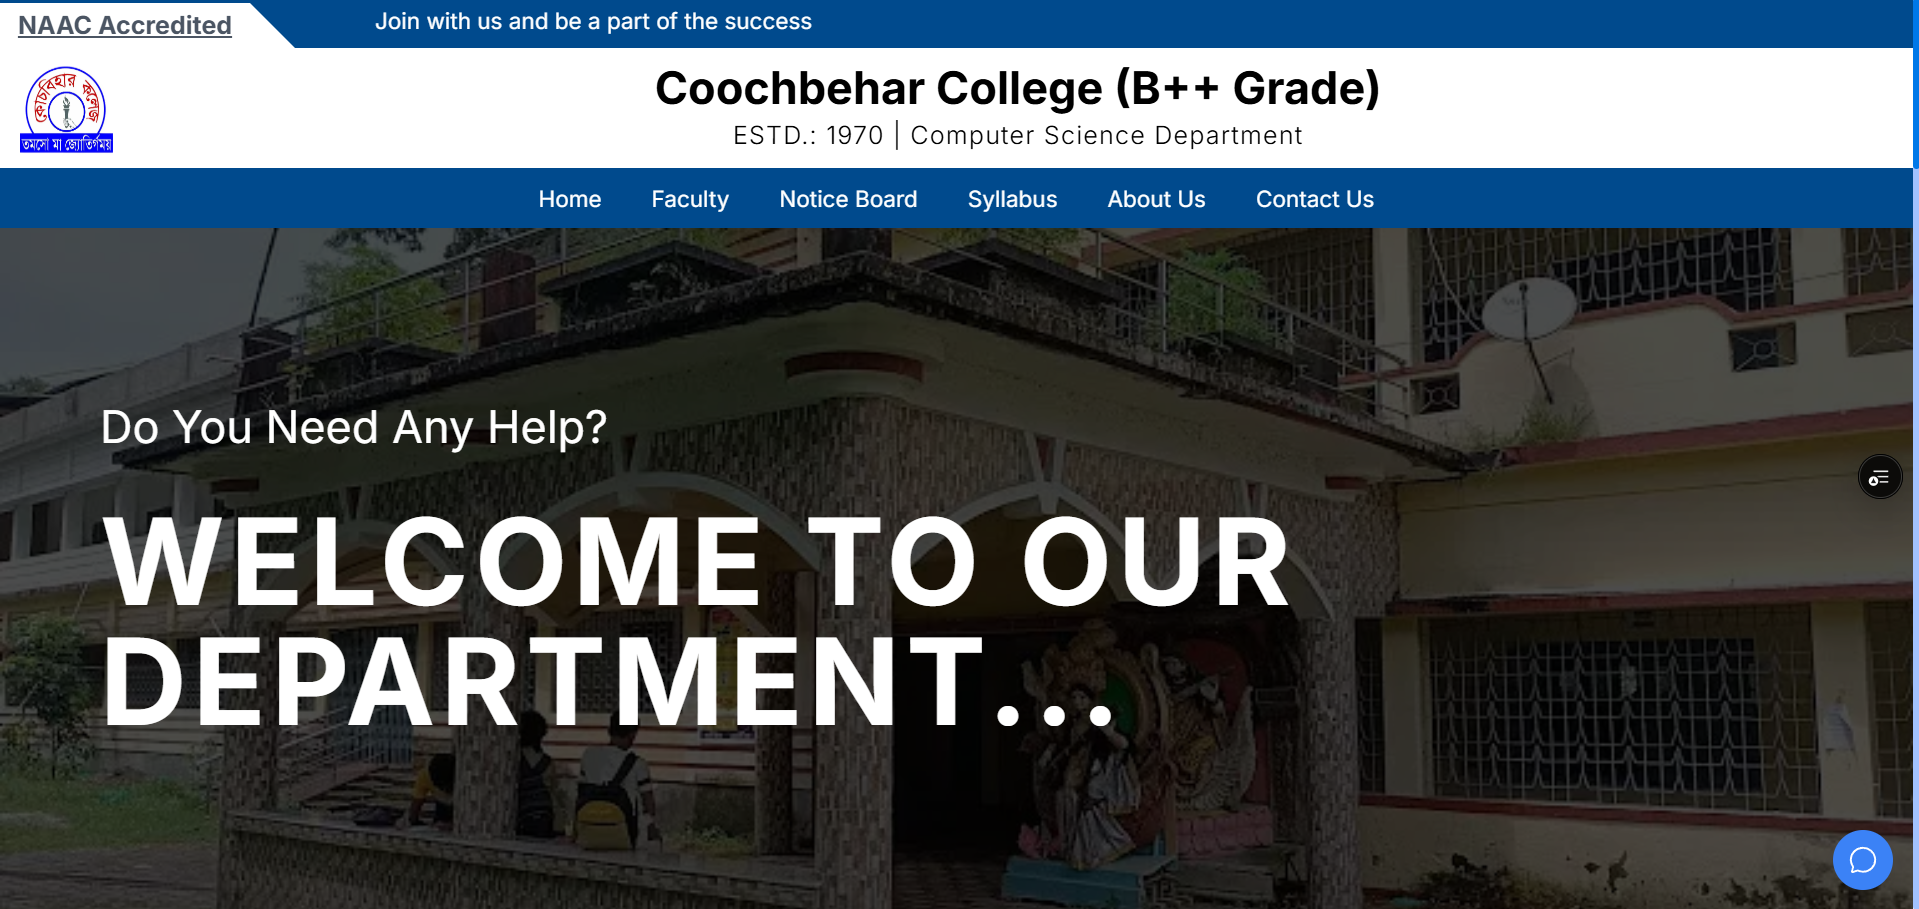 NAAC Accredited
Join with us and be a part of the success
কোচবিহার কলেজ
তমসো মা জ্যোতির্গময়
Coochbehar College (B++ Grade)
ESTD.: 1970 | Computer Science Department
Home Faculty Notice Board Syllabus About Us Contact Us
Do You Need Any Help?
WELCOME TO OUR
DEPARTMENT...